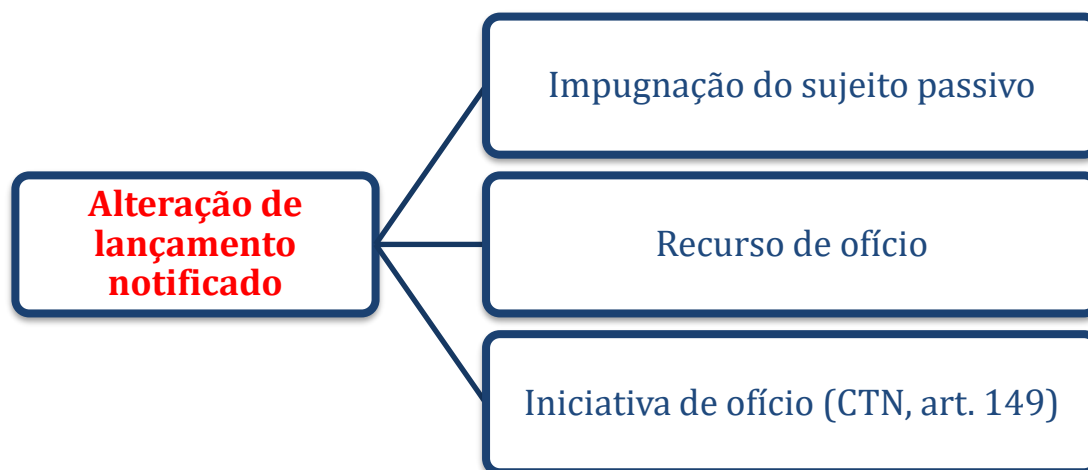 Impugnação do sujeito passivo
Alteração de
lançamento
notificado
Recurso de ofício
Iniciativa de ofício (CTN, art. 149)